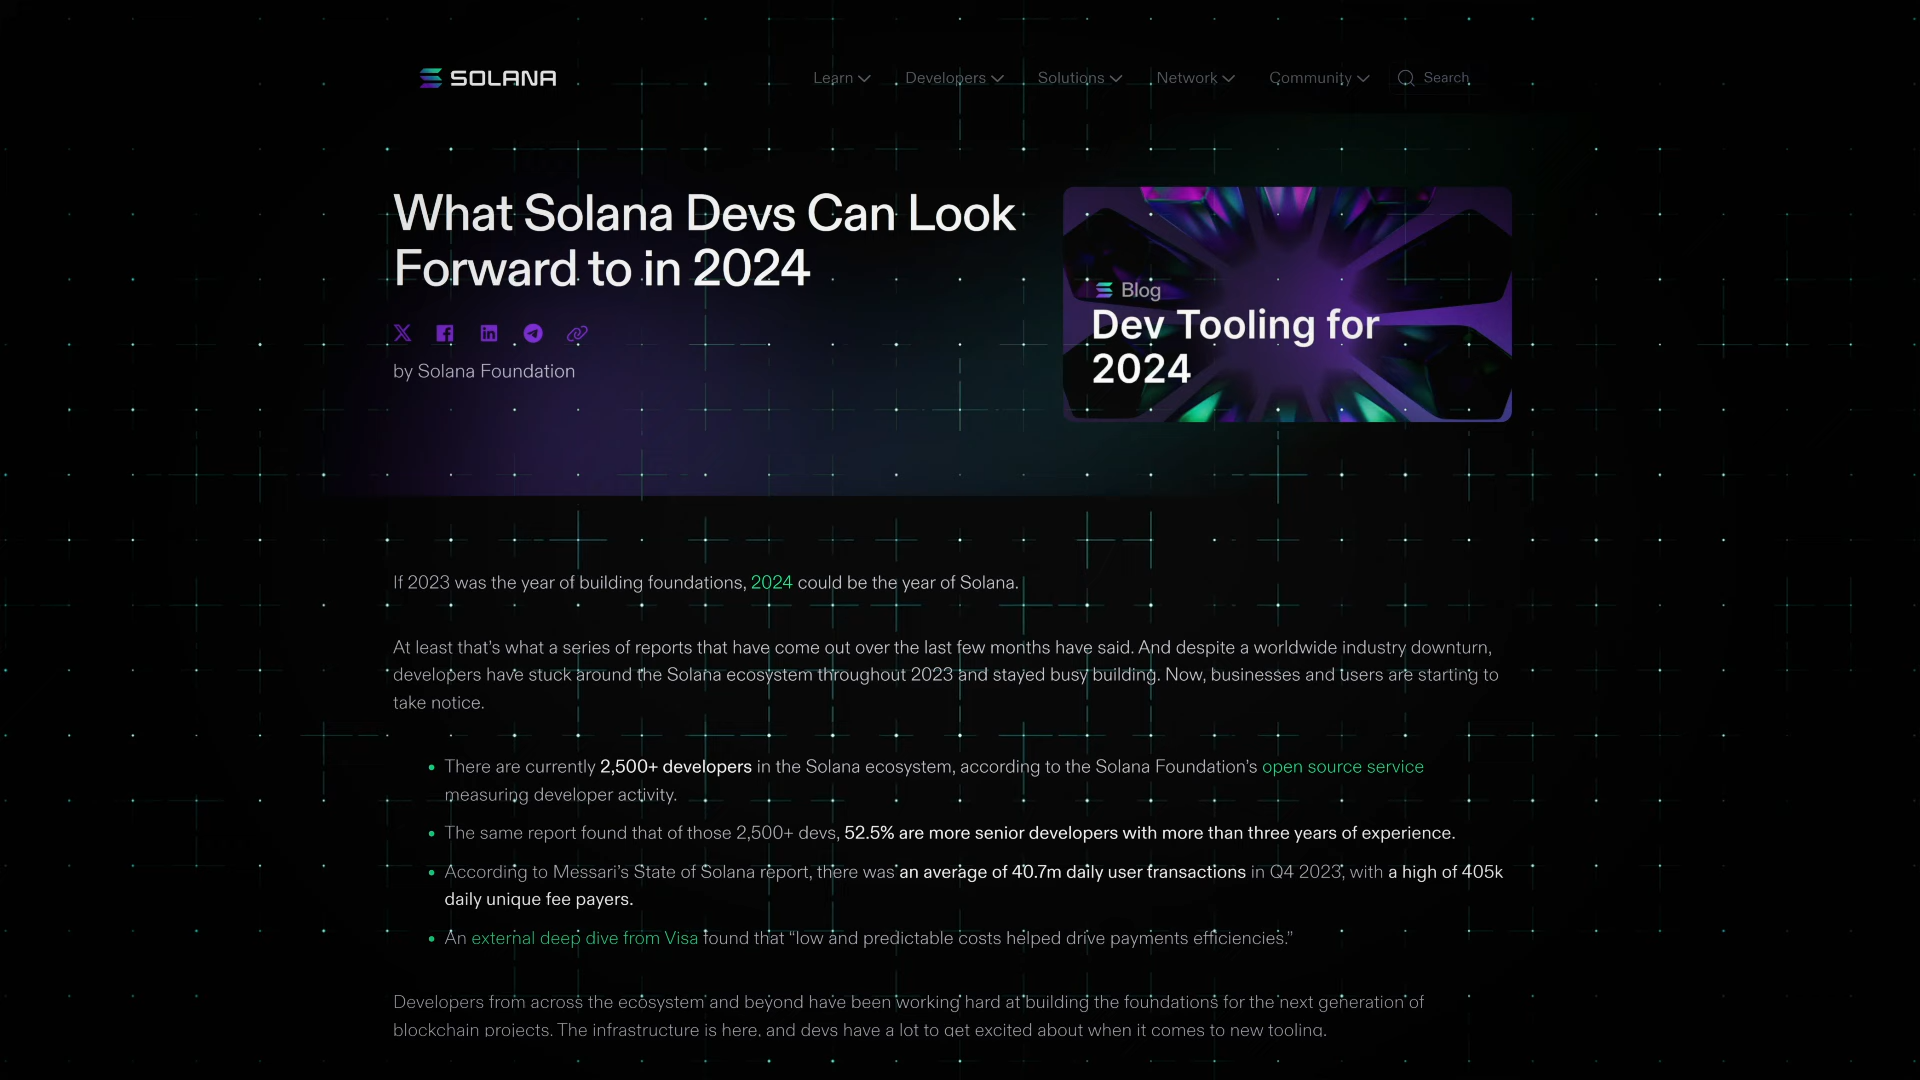 SOLANA
Learn Developers Solutions Network Community Search
What Solana Devs Can Look
Forward to in 2024
by Solana Foundation
Blog
Dev Tooling for
2024
If 2023 was the year of building foundations, 2024 could be the year of Solana.
At least that’s what a series of reports that have come out over the last few months have said. And despite a worldwide industry downturn,
developers have stuck around the Solana ecosystem throughout 2023 and stayed busy building. Now, businesses and users are starting to
take notice.
There are currently 2,500+ developers in the Solana ecosystem, according to the Solana Foundation’s open source service
measuring developer activity.
The same report found that of those 2,500+ devs, 52.5% are more senior developers with more than three years of experience.
According to Messari’s State of Solana report, there was an average of 40.7m daily user transactions in Q4 2023, with a high of 405k
daily unique fee payers.
An external deep dive from Visa found that “low and predictable costs helped drive payments efficiencies.”
Developers from across the ecosystem and beyond have been working hard at building the foundations for the next generation of
blockchain projects. The infrastructure is here, and devs have a lot to get excited about when it comes to new tooling.